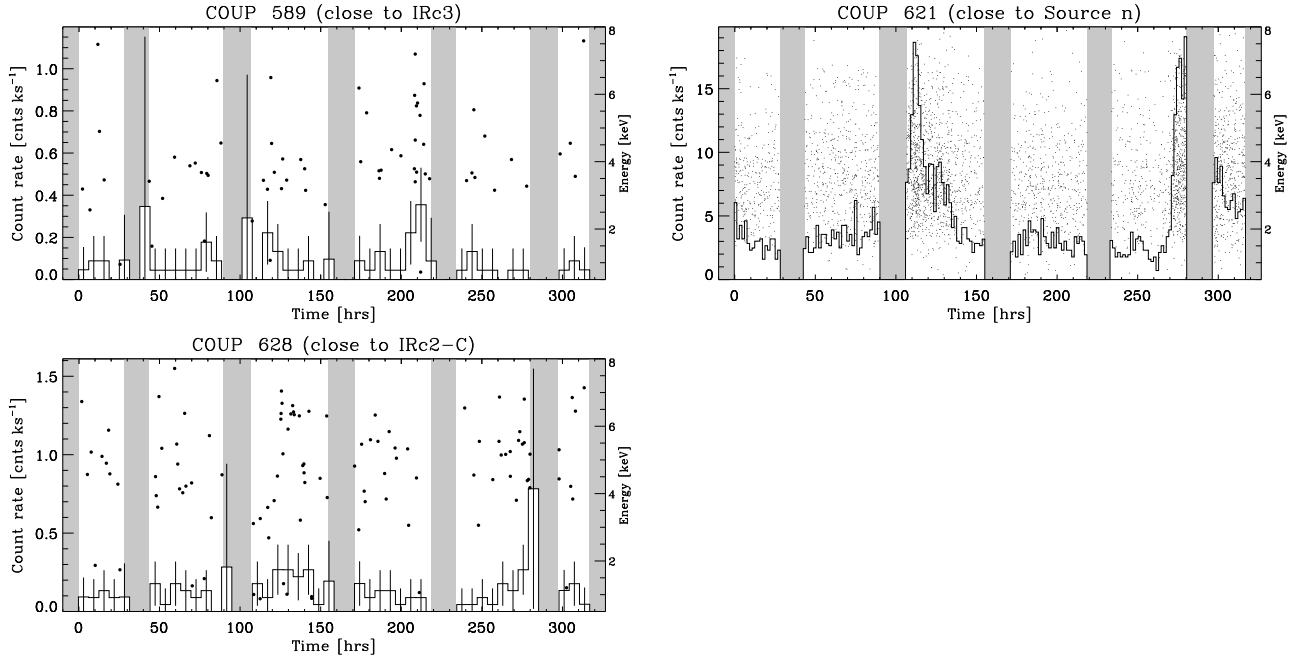 COUP 589 (close to IRc3)
Count rate [cnts ks⁻¹]
1.0
0.8
0.6
0.4
0.2
0.0
8
6
4
2
Energy [keV]
0 50 100 150 200 250 300
Time [hrs]
COUP 621 (close to Source n)
Count rate [cnts ks⁻¹]
15
10
5
0
8
6
4
2
Energy [keV]
0 50 100 150 200 250 300
Time [hrs]
COUP 628 (close to IRc2-C)
Count rate [cnts ks⁻¹]
1.5
1.0
0.5
0.0
8
6
4
2
Energy [keV]
0 50 100 150 200 250 300
Time [hrs]